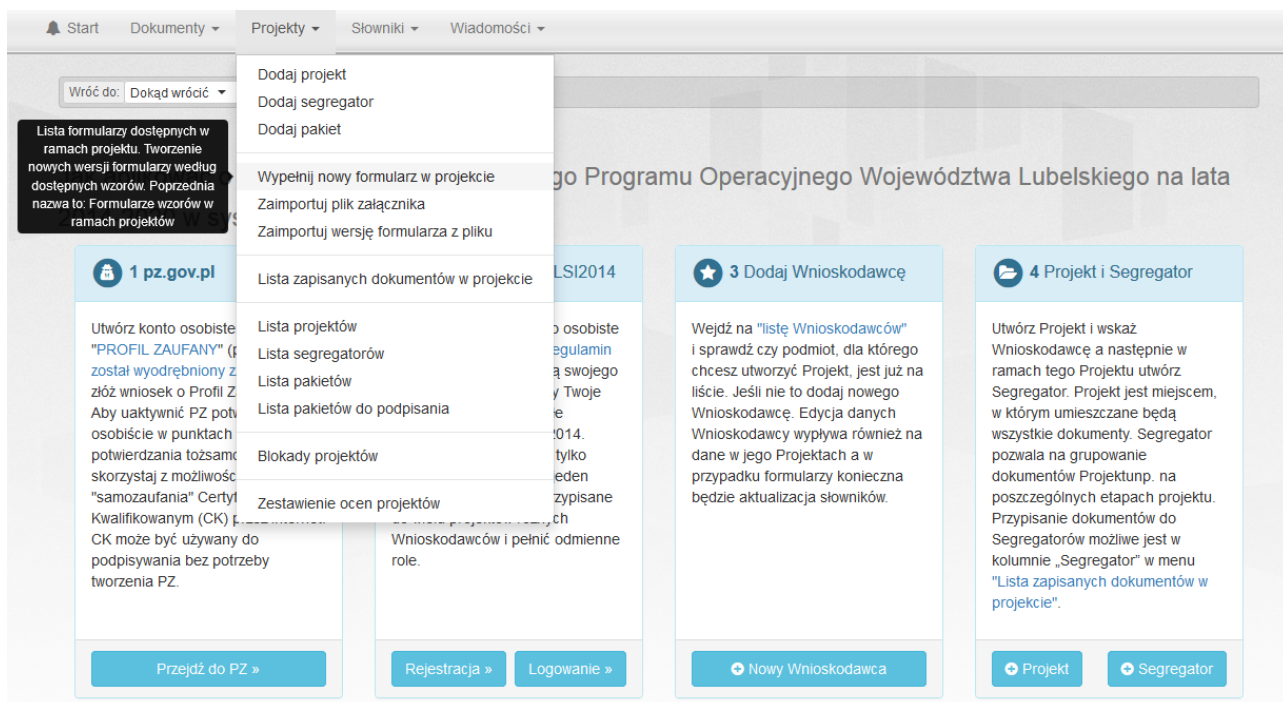 Start Dokumenty Projekty Słowniki Wiadomości
Wróć do: Dokąd wrócić
Dodaj projekt
Dodaj segregator
Dodaj pakiet
Wypełnij nowy formularz w projekcie
Zaimportuj plik załącznika
Zaimportuj wersję formularza z pliku
Lista zapisanych dokumentów w projekcie
Lista projektów
Lista segregatorów
Lista pakietów
Lista pakietów do podpisania
Blokady projektów
Zestawienie ocen projektów
Lista formularzy dostępnych w
ramach projektu. Tworzenie
nowych wersji formularzy według
dostępnych wzorów. Poprzednia
nazwa to: Formularze wzorów w
ramach projektów
go Programu Operacyjnego Województwa Lubelskiego na lata
1 pz.gov.pl
Utwórz konto osobiste
"PROFIL ZAUFANY"
został wyodrębniony
złóż wniosek o Profil
Aby uaktywnić PZ
osobiście w punktach
potwierdzania
skorzystaj z
"samozaufania"
Kwalifikowanym (CK)
CK może być używany do
podpisywania bez potrzeby
tworzenia PZ.
Przejdź do PZ »
LSI2014
osobiste
egulamin
swojego
Twoje
2014.
tylko
eden
zypisane
Wnioskodawców i pełnić odmienne
role.
Rejestracja » Logowanie »
3 Dodaj Wnioskodawcę
Wejdź na "listę Wnioskodawców"
i sprawdź czy podmiot, dla którego
chcesz utworzyć Projekt, jest już na
liście. Jeśli nie to dodaj nowego
Wnioskodawcę. Edycja danych
Wnioskodawcy wypływa również na
dane w jego Projektach a w
przypadku formularzy konieczna
będzie aktualizacja słowników.
Nowy Wnioskodawca
4 Projekt i Segregator
Utwórz Projekt i wskaż
Wnioskodawcę a następnie w
ramach tego Projektu utwórz
Segregator. Projekt jest miejscem,
w którym umieszczane będą
wszystkie dokumenty. Segregator
pozwala na grupowanie
dokumentów Projektunp. na
poszczególnych etapach projektu.
Przypisanie dokumentów do
Segregatorów możliwe jest w
kolumnie „Segregator” w menu
"Lista zapisanych dokumentów w
projekcie".
Projekt Segregator